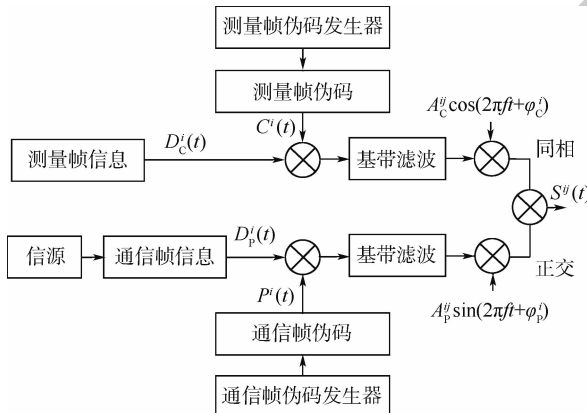 测量帧伪码发生器
测量帧伪码
A_C^{ij}cos(2πft+φ_C^i)
C^i(t)
D_C^i(t)
测量帧信息
基带滤波
同相
S^{ij}(t)
D_P^i(t)
信源
通信帧信息
基带滤波
正交
P^i(t)
A_P^{ij}sin(2πft+φ_P^i)
通信帧伪码
通信帧伪码发生器